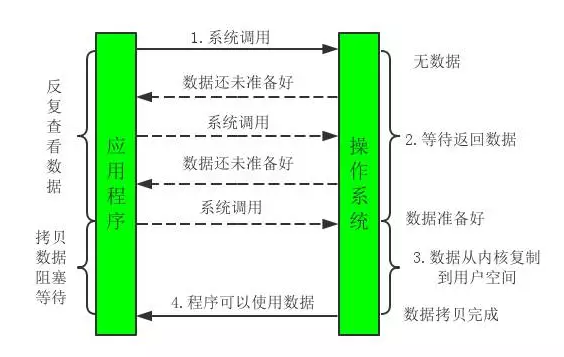 1.系统调用
无数据
数据还未准备好
反复查看数据
系统调用
应用程序
操作系统
2.等待返回数据
数据还未准备好
系统调用
数据准备好
拷贝
数据
阻塞
等待
3.数据从内核复制
到用户空间
4.程序可以使用数据
数据拷贝完成